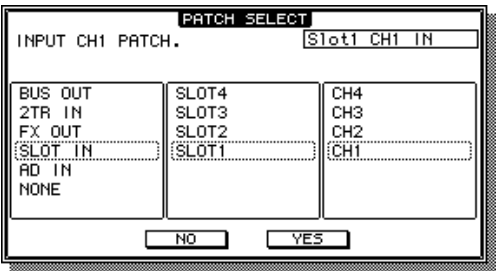 PATCH SELECT
INPUT CH1 PATCH. Slot1 CH1 IN
BUS OUT SLOT4 CH4
2TR IN SLOT3 CH3
FX OUT SLOT2 CH2
SLOT IN SLOT1 CH1
AD IN
NONE
NO YES